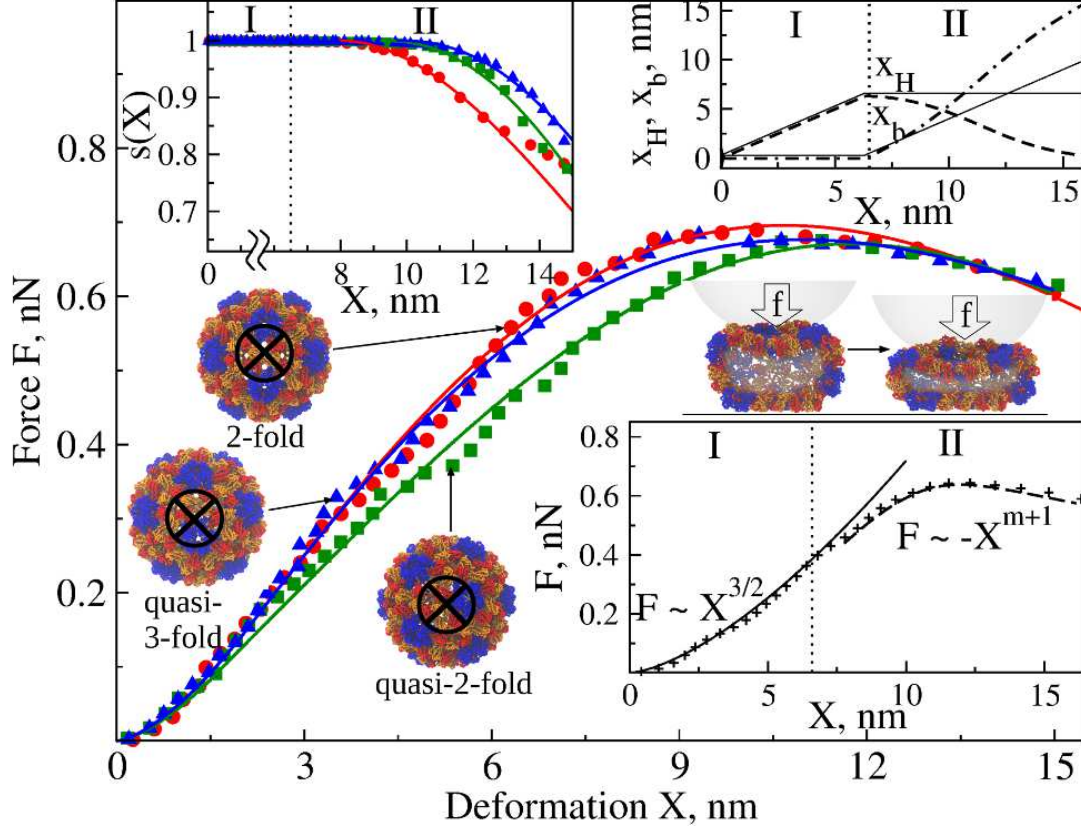 I
II
s(X)
1
0.9
0.8
0.7
0
8
10
12
14
X, nm
I
II
x_H, x_b, nm
15
10
5
0
x_H
x_b
0
5
10
15
X, nm
Force F, nN
0.8
0.6
0.4
0.2
2-fold
quasi-
3-fold
quasi-2-fold
f
f
I
II
F, nN
0.8
0.6
0.4
0.2
F ~ X^{3/2}
F ~ -X^{m+1}
0
5
10
15
X, nm
0
3
6
9
12
15
Deformation X, nm